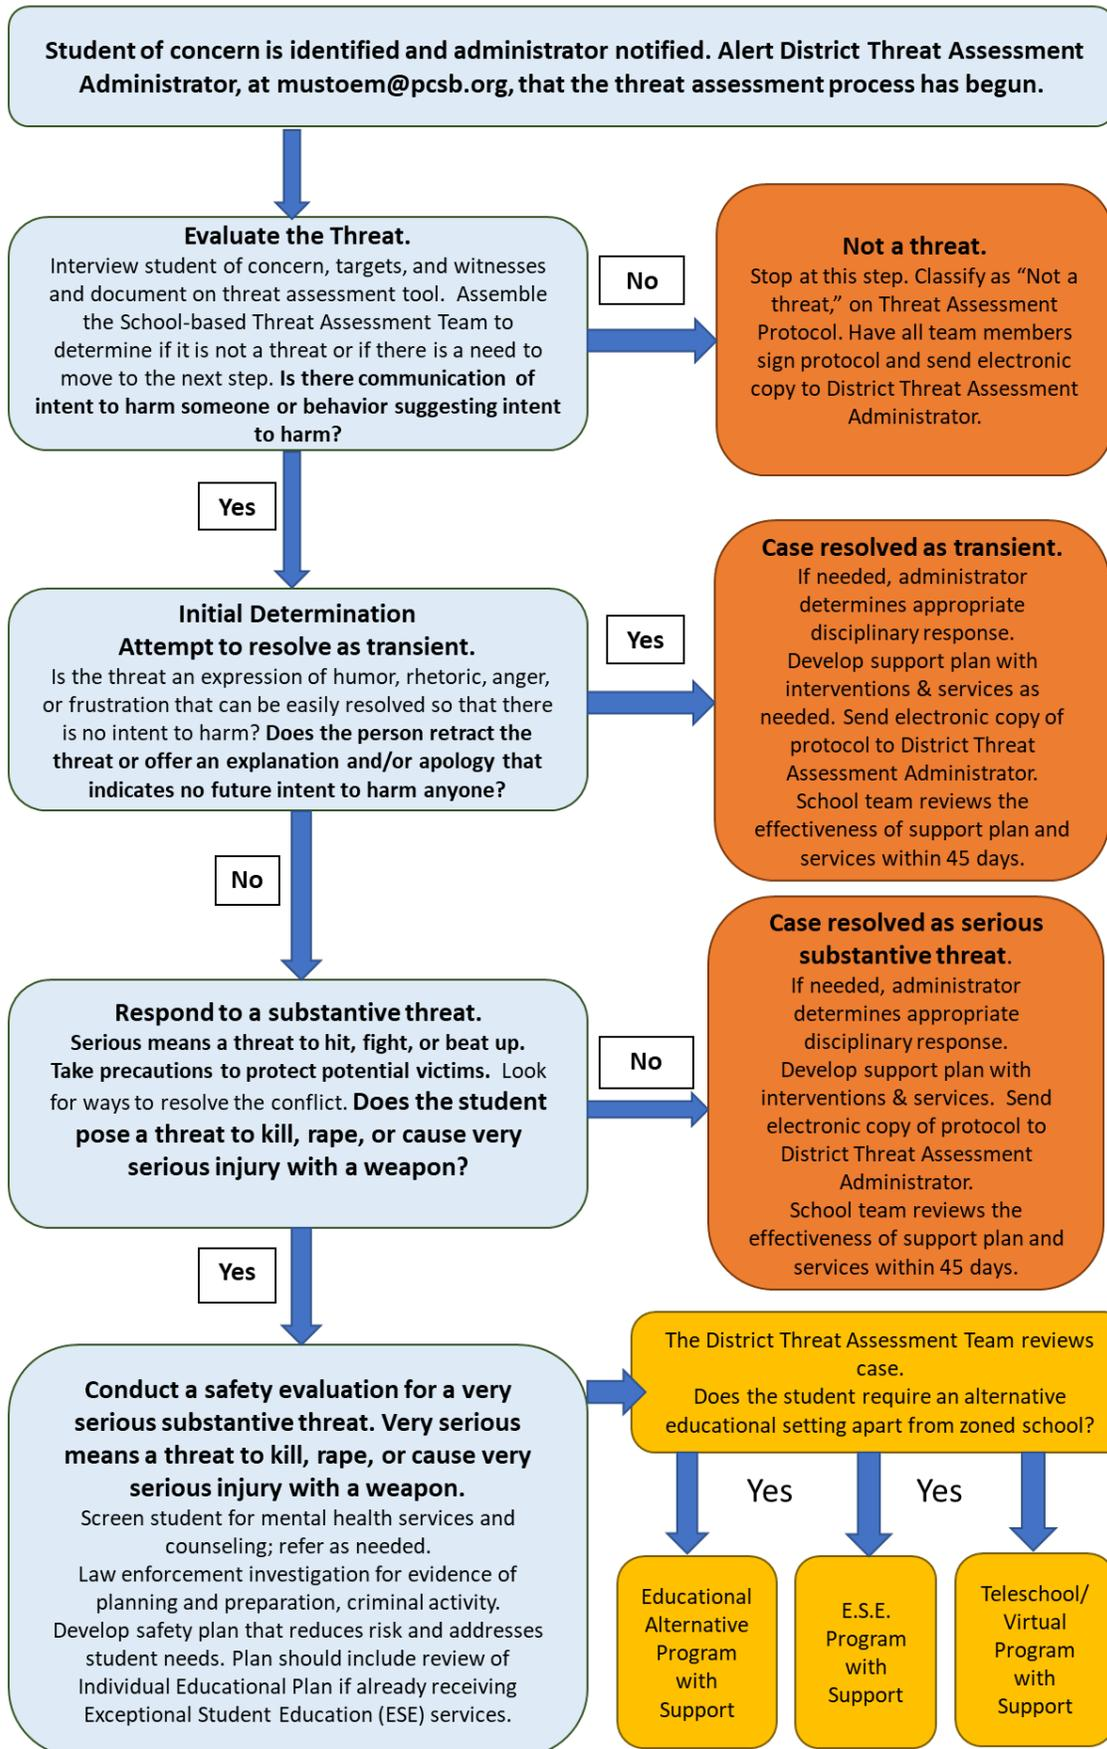 Student of concern is identified and administrator notified. Alert District Threat Assessment
Administrator, at mustoem@pcsb.org, that the threat assessment process has begun.
Evaluate the Threat.
Interview student of concern, targets, and witnesses
and document on threat assessment tool. Assemble
the School-based Threat Assessment Team to
determine if it is not a threat or if there is a need to
move to the next step. Is there communication of
intent to harm someone or behavior suggesting intent
to harm?
No
Not a threat.
Stop at this step. Classify as “Not a
threat,” on Threat Assessment
Protocol. Have all team members
sign protocol and send electronic
copy to District Threat Assessment
Administrator.
Yes
Initial Determination
Attempt to resolve as transient.
Is the threat an expression of humor, rhetoric, anger,
or frustration that can be easily resolved so that there
is no intent to harm? Does the person retract the
threat or offer an explanation and/or apology that
indicates no future intent to harm anyone?
Yes
Case resolved as transient.
If needed, administrator
determines appropriate
disciplinary response.
Develop support plan with
interventions & services as
needed. Send electronic copy of
protocol to District Threat
Assessment Administrator.
School team reviews the
effectiveness of support plan and
services within 45 days.
No
Respond to a substantive threat.
Serious means a threat to hit, fight, or beat up.
Take precautions to protect potential victims. Look
for ways to resolve the conflict. Does the student
pose a threat to kill, rape, or cause very
serious injury with a weapon?
No
Case resolved as serious
substantive threat.
If needed, administrator
determines appropriate
disciplinary response.
Develop support plan with
interventions & services. Send
electronic copy of protocol to
District Threat Assessment
Administrator.
School team reviews the
effectiveness of support plan and
services within 45 days.
Yes
Conduct a safety evaluation for a very
serious substantive threat. Very serious
means a threat to kill, rape, or cause very
serious injury with a weapon.
Screen student for mental health services and
counseling; refer as needed.
Law enforcement investigation for evidence of
planning and preparation, criminal activity.
Develop safety plan that reduces risk and addresses
student needs. Plan should include review of
Individual Educational Plan if already receiving
Exceptional Student Education (ESE) services.
The District Threat Assessment Team reviews
case.
Does the student require an alternative
educational setting apart from zoned school?
Yes
Yes
Educational
Alternative
Program
with
Support
E.S.E.
Program
with
Support
Teleschool/
Virtual
Program
with
Support